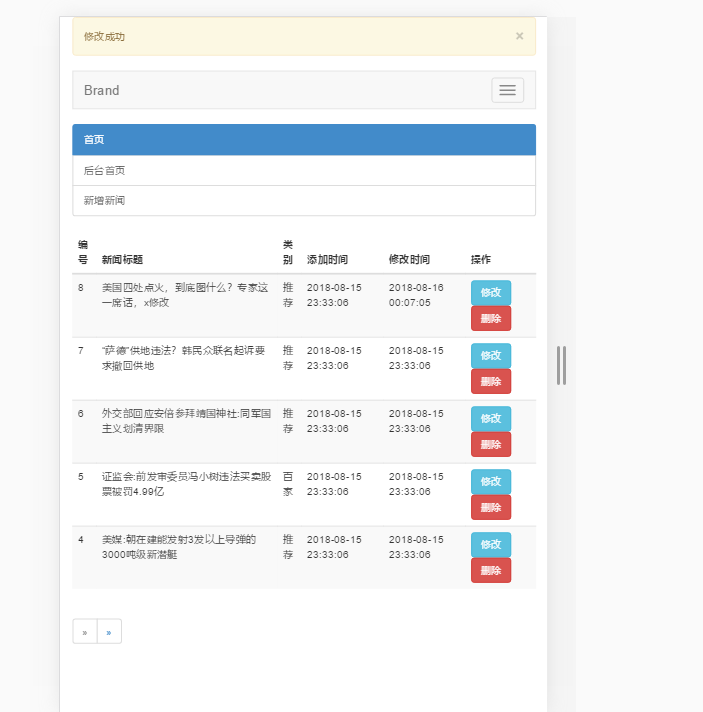 修改成功 ×
Brand
首页
后台首页
新增新闻
编号 新闻标题 类别 添加时间 修改时间 操作
8 美国四处点火，到底图什么？专家这一席话，x修改 推荐 2018-08-15 23:33:06 2018-08-16 00:07:05 修改 删除
7 “萨德”供地违法？韩民众联名起诉要求撤回供地 推荐 2018-08-15 23:33:06 2018-08-15 23:33:06 修改 删除
6 外交部回应安倍参拜靖国神社:同军国主义划清界限 推荐 2018-08-15 23:33:06 2018-08-15 23:33:06 修改 删除
5 证监会:前发审委员冯小树违法买卖股票被罚4.99亿 百家 2018-08-15 23:33:06 2018-08-15 23:33:06 修改 删除
4 美媒:朝在建能发射3发以上导弹的3000吨级新潜艇 推荐 2018-08-15 23:33:06 2018-08-15 23:33:06 修改 删除
» »